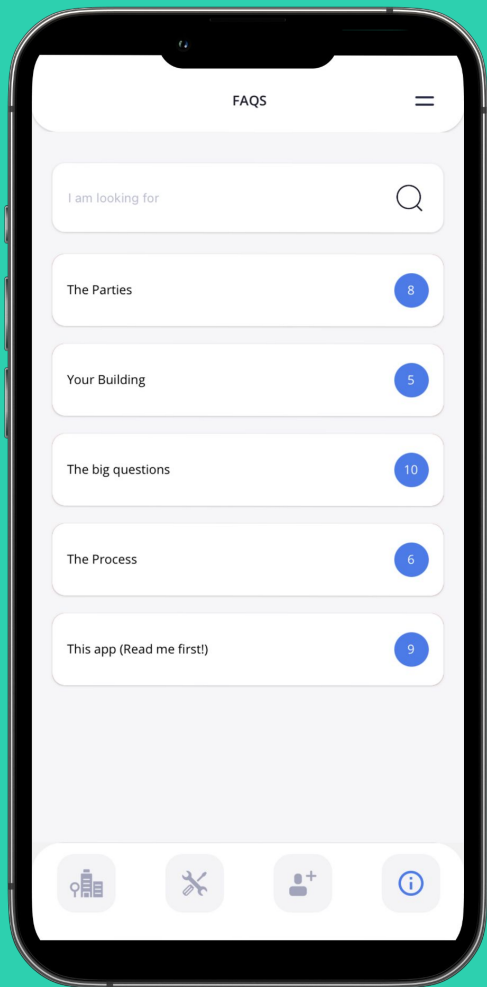 FAQS
I am looking for
The Parties 8
Your Building 5
The big questions 10
The Process 6
This app (Read me first!) 9